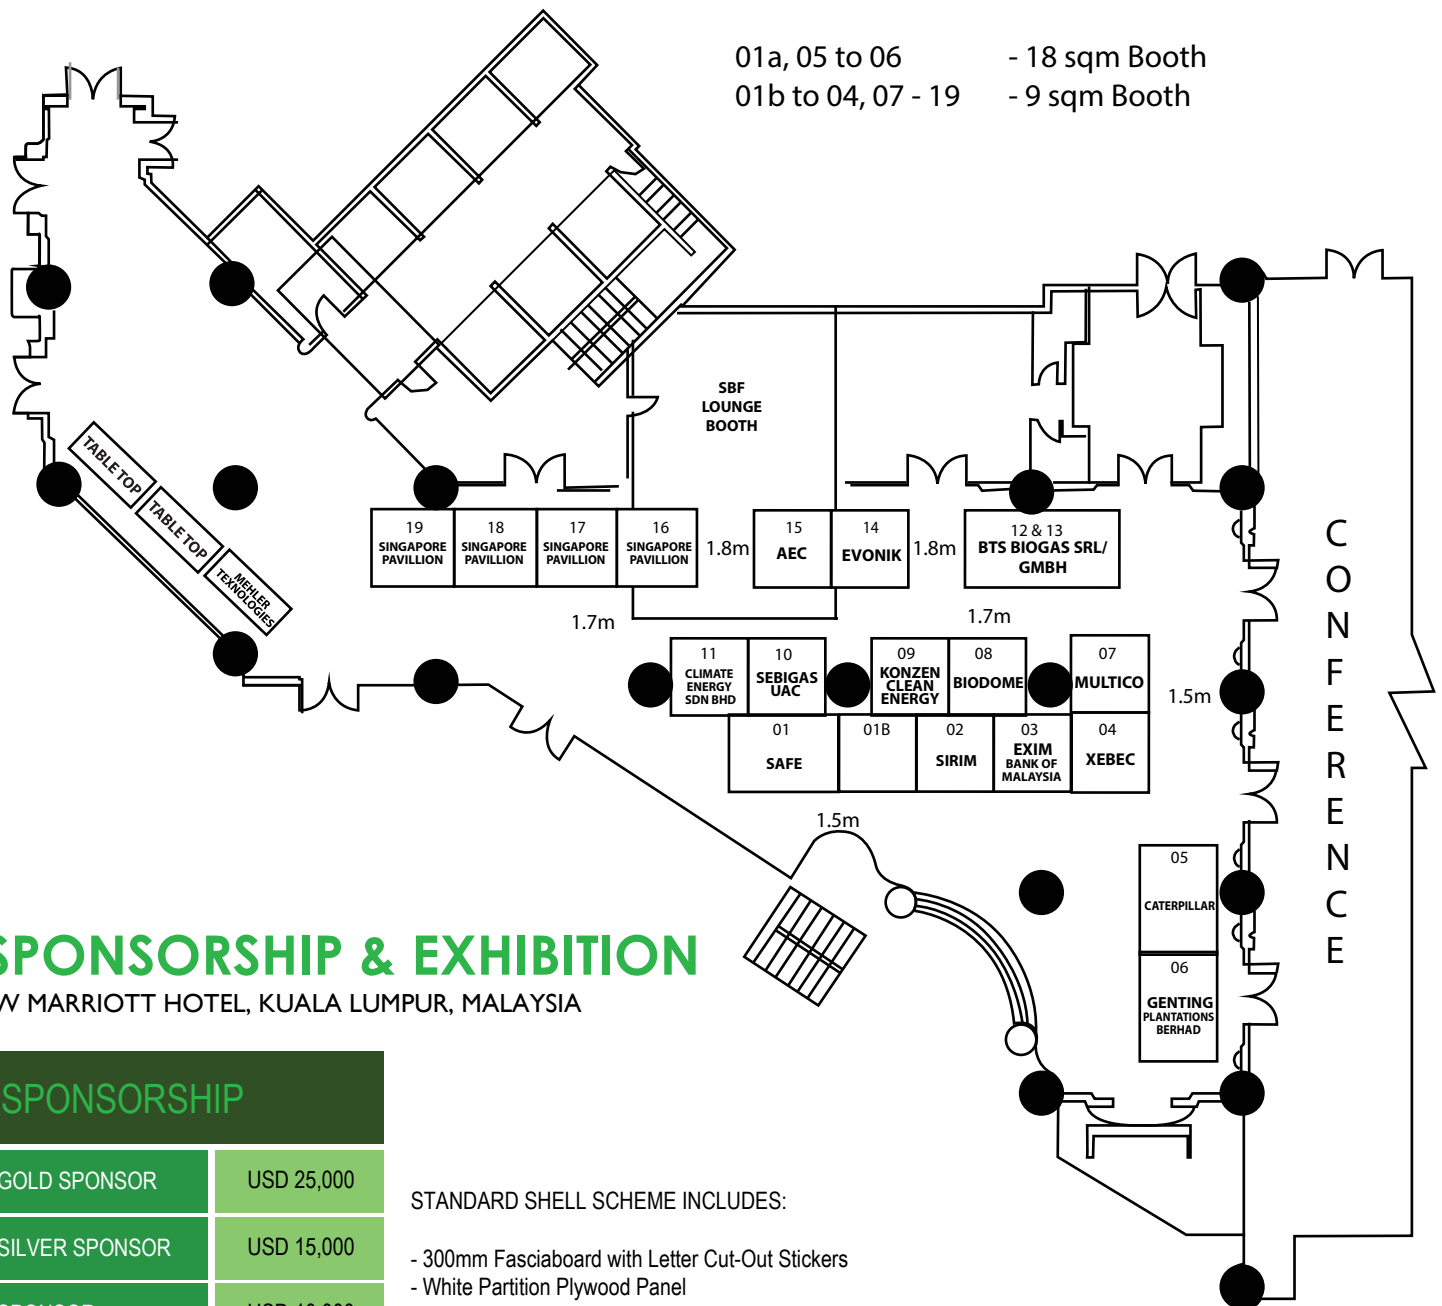 01a, 05 to 06 - 18 sqm Booth
01b to 04, 07 - 19 - 9 sqm Booth
SBF
LOUNGE
BOOTH
TABLE TOP
TABLE TOP
MEHLER
TEXNOLOGIES
19
SINGAPORE
PAVILLION
18
SINGAPORE
PAVILLION
17
SINGAPORE
PAVILLION
16
SINGAPORE
PAVILLION
1.8m
15
AEC
14
EVONIK
1.8m
12 & 13
BTS BIOGAS SRL/
GMBH
1.7m
1.7m
11
CLIMATE
ENERGY
SDN BHD
10
SEBIGAS
UAC
09
KONZEN
CLEAN
ENERGY
08
BIODOME
07
MULTICO
1.5m
01
SAFE
01B
02
SIRIM
03
EXIM
BANK OF
MALAYSIA
04
XEBEC
1.5m
05
CATERPILLAR
06
GENTING
PLANTATIONS
BERHAD
CONFERENCE
SPONSORSHIP & EXHIBITION
W MARRIOTT HOTEL, KUALA LUMPUR, MALAYSIA
SPONSORSHIP
GOLD SPONSOR USD 25,000
SILVER SPONSOR USD 15,000
STANDARD SHELL SCHEME INCLUDES:
- 300mm Fasciaboard with Letter Cut-Out Stickers
- White Partition Plywood Panel